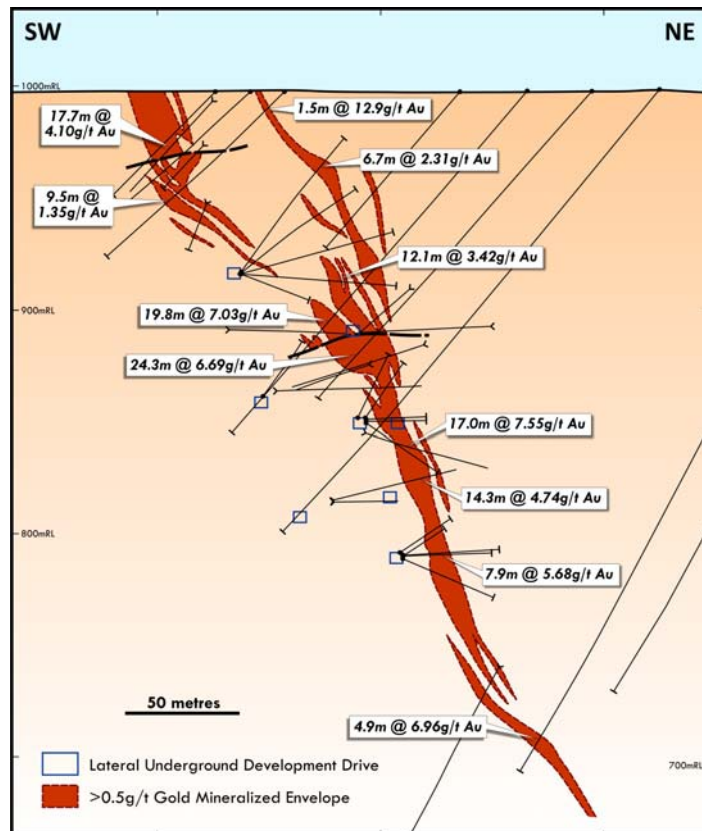 SW
NE
1000mRL
1.5m @ 12.9g/t Au
17.7m @
4.10g/t Au
6.7m @ 2.31g/t Au
9.5m @
1.35g/t Au
12.1m @ 3.42g/t Au
900mRL
19.8m @ 7.03g/t Au
24.3m @ 6.69g/t Au
17.0m @ 7.55g/t Au
14.3m @ 4.74g/t Au
800mRL
7.9m @ 5.68g/t Au
50 metres
4.9m @ 6.96g/t Au
Lateral Underground Development Drive
700mRL
>0.5g/t Gold Mineralized Envelope